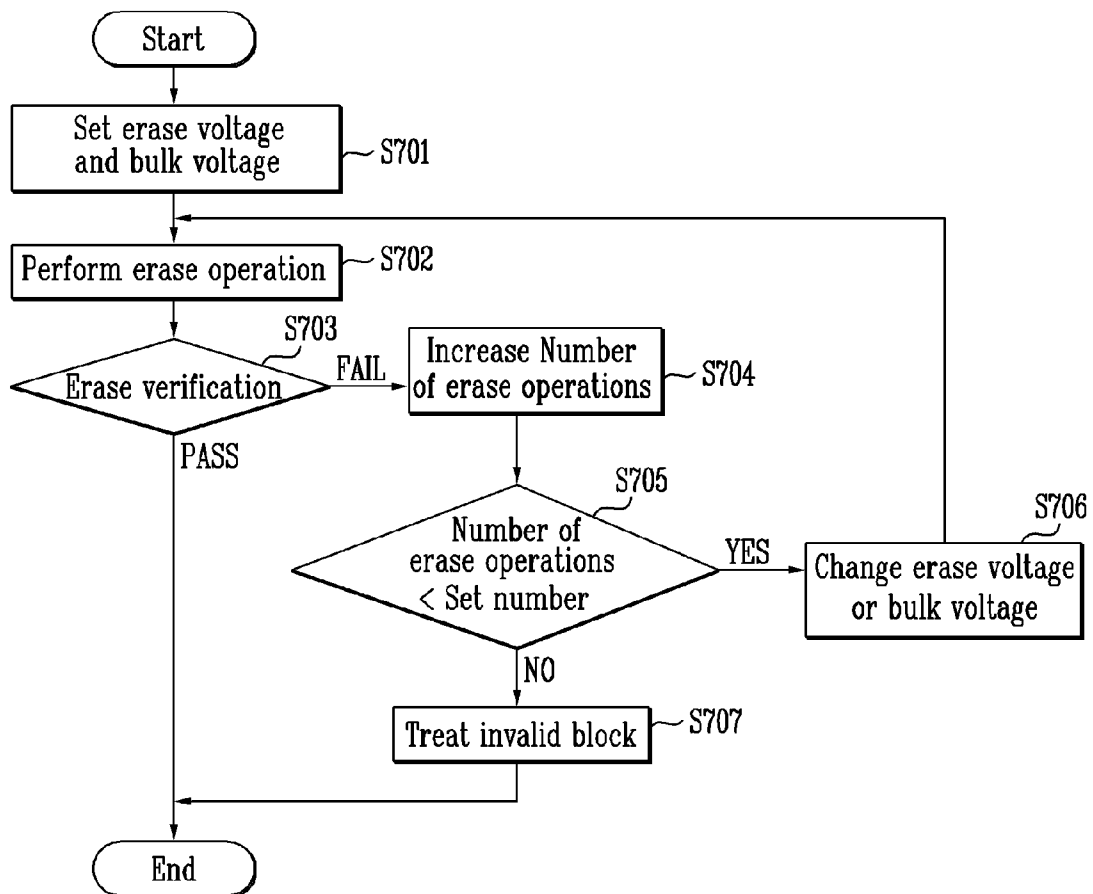 Start
Set erase voltage
and bulk voltage
S701
Perform erase operation
S702
Erase verification
S703
FAIL
PASS
Increase Number
of erase operations
S704
Number of
erase operations
< Set number
S705
YES
NO
Change erase voltage
or bulk voltage
S706
Treat invalid block
S707
End